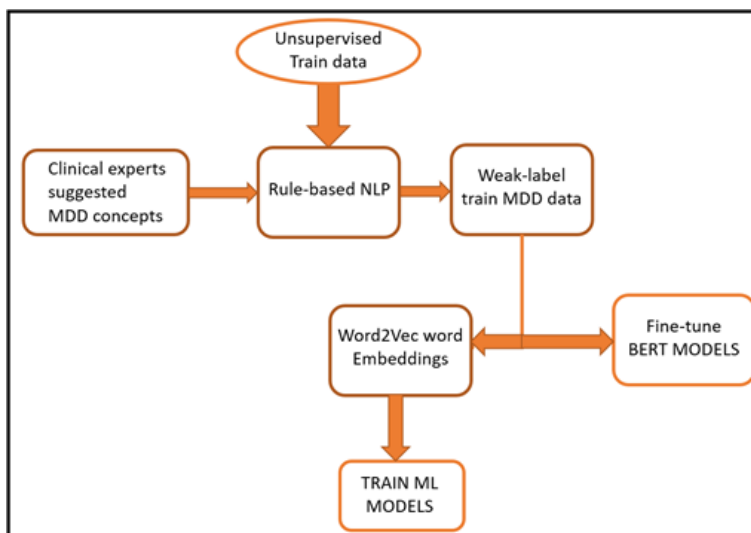 Unsupervised
Train data
Clinical experts
suggested
MDD concepts
Rule-based NLP
Weak-label
train MDD data
Word2Vec word
Embeddings
Fine-tune
BERT MODELS
TRAIN ML
MODELS